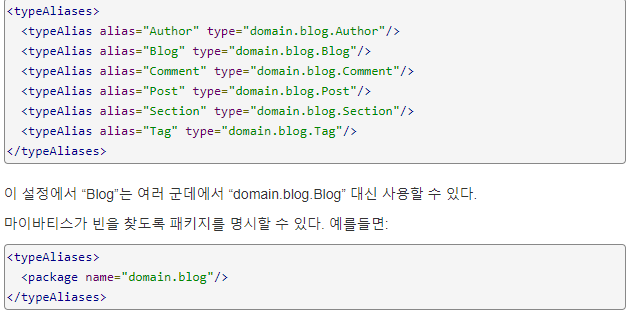 <typeAliases>
  <typeAlias alias="Author" type="domain.blog.Author"/>
  <typeAlias alias="Blog" type="domain.blog.Blog"/>
  <typeAlias alias="Comment" type="domain.blog.Comment"/>
  <typeAlias alias="Post" type="domain.blog.Post"/>
  <typeAlias alias="Section" type="domain.blog.Section"/>
  <typeAlias alias="Tag" type="domain.blog.Tag"/>
</typeAliases>
이 설정에서 “Blog”는 여러 군데에서 “domain.blog.Blog” 대신 사용할 수 있다.
마이바티스가 빈을 찾도록 패키지를 명시할 수 있다. 예를들면:
<typeAliases>
  <package name="domain.blog"/>
</typeAliases>